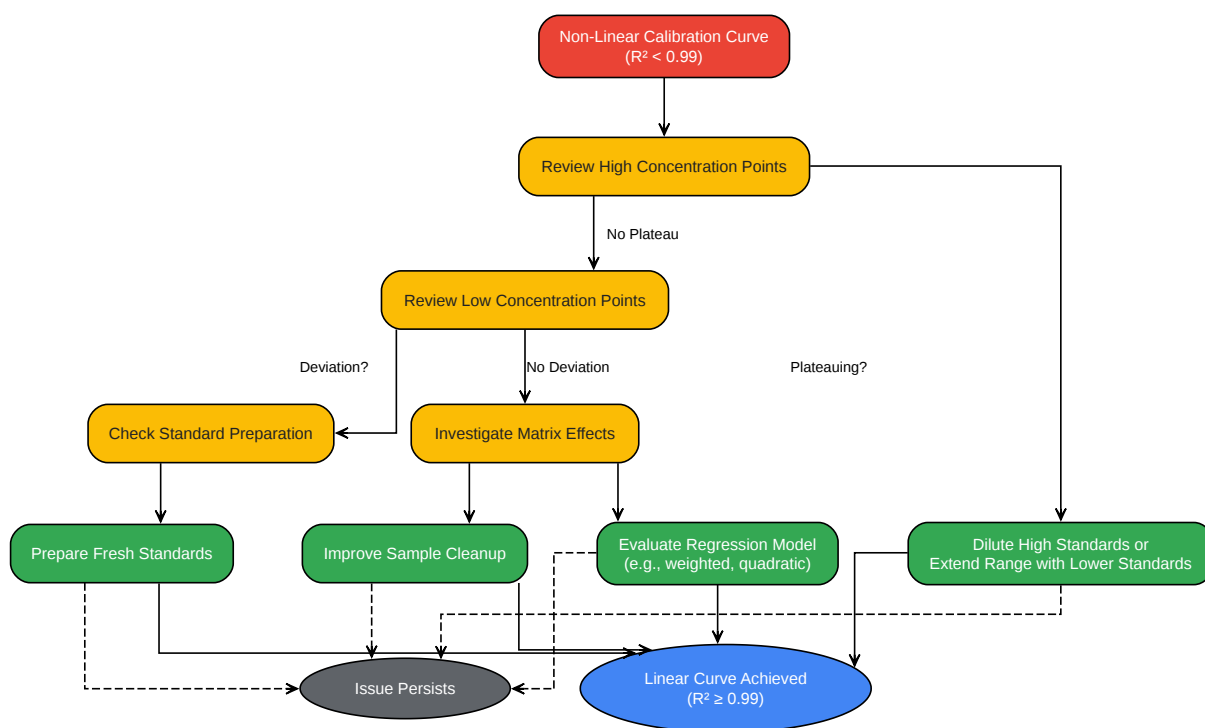 Non-Linear Calibration Curve
(R² < 0.99)
Review High Concentration Points
No Plateau
Review Low Concentration Points
Deviation?
No Deviation
Plateauing?
Check Standard Preparation
Investigate Matrix Effects
Prepare Fresh Standards
Improve Sample Cleanup
Evaluate Regression Model
(e.g., weighted, quadratic)
Dilute High Standards or
Extend Range with Lower Standards
Issue Persists
Linear Curve Achieved
(R² ≥ 0.99)